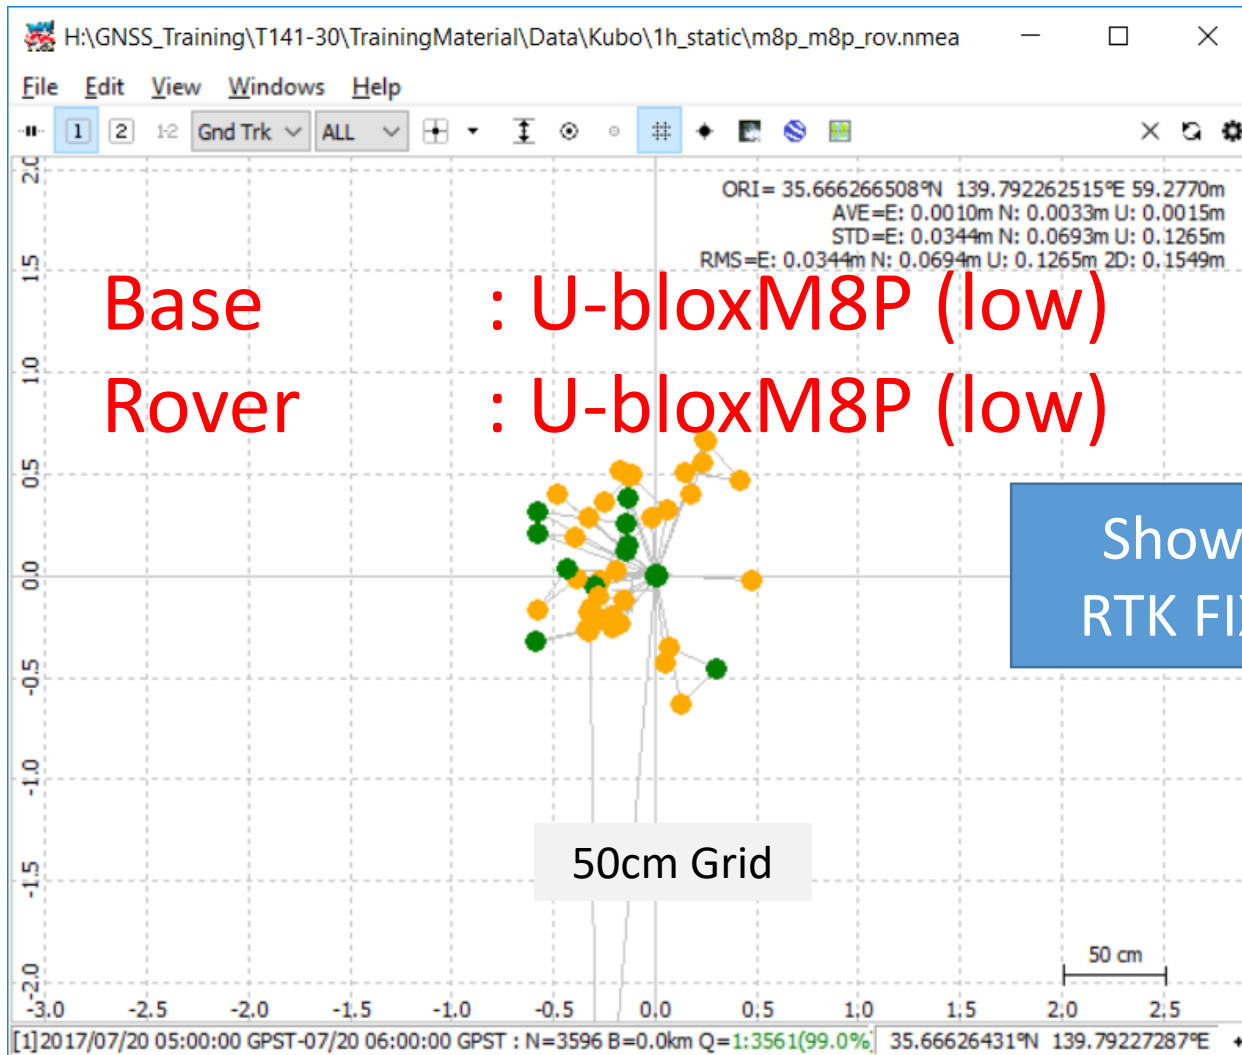 H:\GNSS_Training\T141-30\TrainingMaterial\Data\Kubo\1h_static\m8p_m8p_rov.nmea
File Edit View Windows Help
1 2 1-2 Gnd Trk ALL
ORI= 35.666266508°N 139.792262515°E 59.2770m
AVE=E: 0.0010m N: 0.0033m U: 0.0015m
STD=E: 0.0344m N: 0.0693m U: 0.1265m
RMS=E: 0.0344m N: 0.0694m U: 0.1265m 2D: 0.1549m
Base : U-bloxM8P (low)
Rover : U-bloxM8P (low)
Show
RTK FIX
50cm Grid
50 cm
2.0
1.5
1.0
0.5
0.0
-0.5
-1.0
-1.5
-2.0
-3.0 -2.5 -2.0 -1.5 -1.0 -0.5 0.0 0.5 1.0 1.5 2.0 2.5
[1]2017/07/20 05:00:00 GPST-07/20 06:00:00 GPST : N=3596 B=0.0km Q=1:3561(99.0%) 35.66626431°N 139.79227287°E